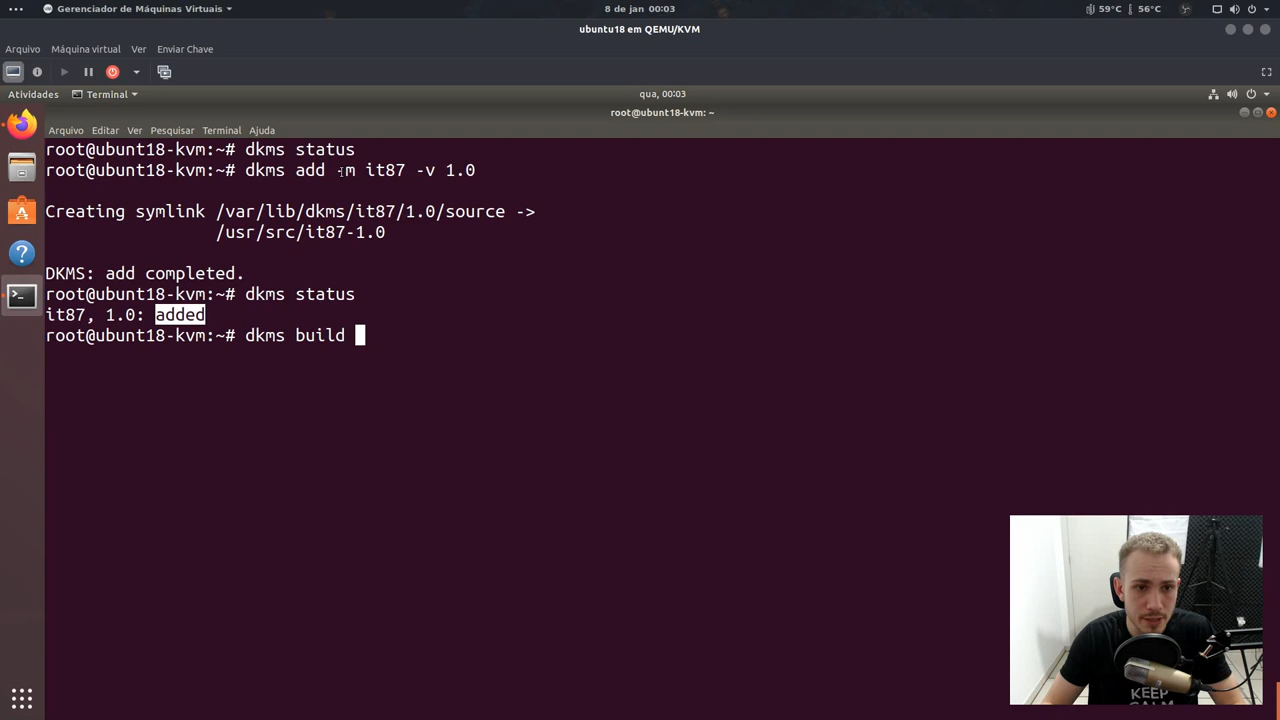 Gerenciador de Máquinas Virtuais
8 de jan 00:03
59°C
56°C
ubuntu18 em QEMU/KVM
Arquivo Máquina virtual Ver Enviar Chave
Atividades
Terminal
qua, 00:03
root@ubunt18-kvm: ~
Arquivo Editar Ver Pesquisar Terminal Ajuda
root@ubunt18-kvm:~# dkms status
root@ubunt18-kvm:~# dkms add -m it87 -v 1.0
Creating symlink /var/lib/dkms/it87/1.0/source ->
/usr/src/it87-1.0
DKMS: add completed.
root@ubunt18-kvm:~# dkms status
it87, 1.0: added
root@ubunt18-kvm:~# dkms build
KEEP
CALM